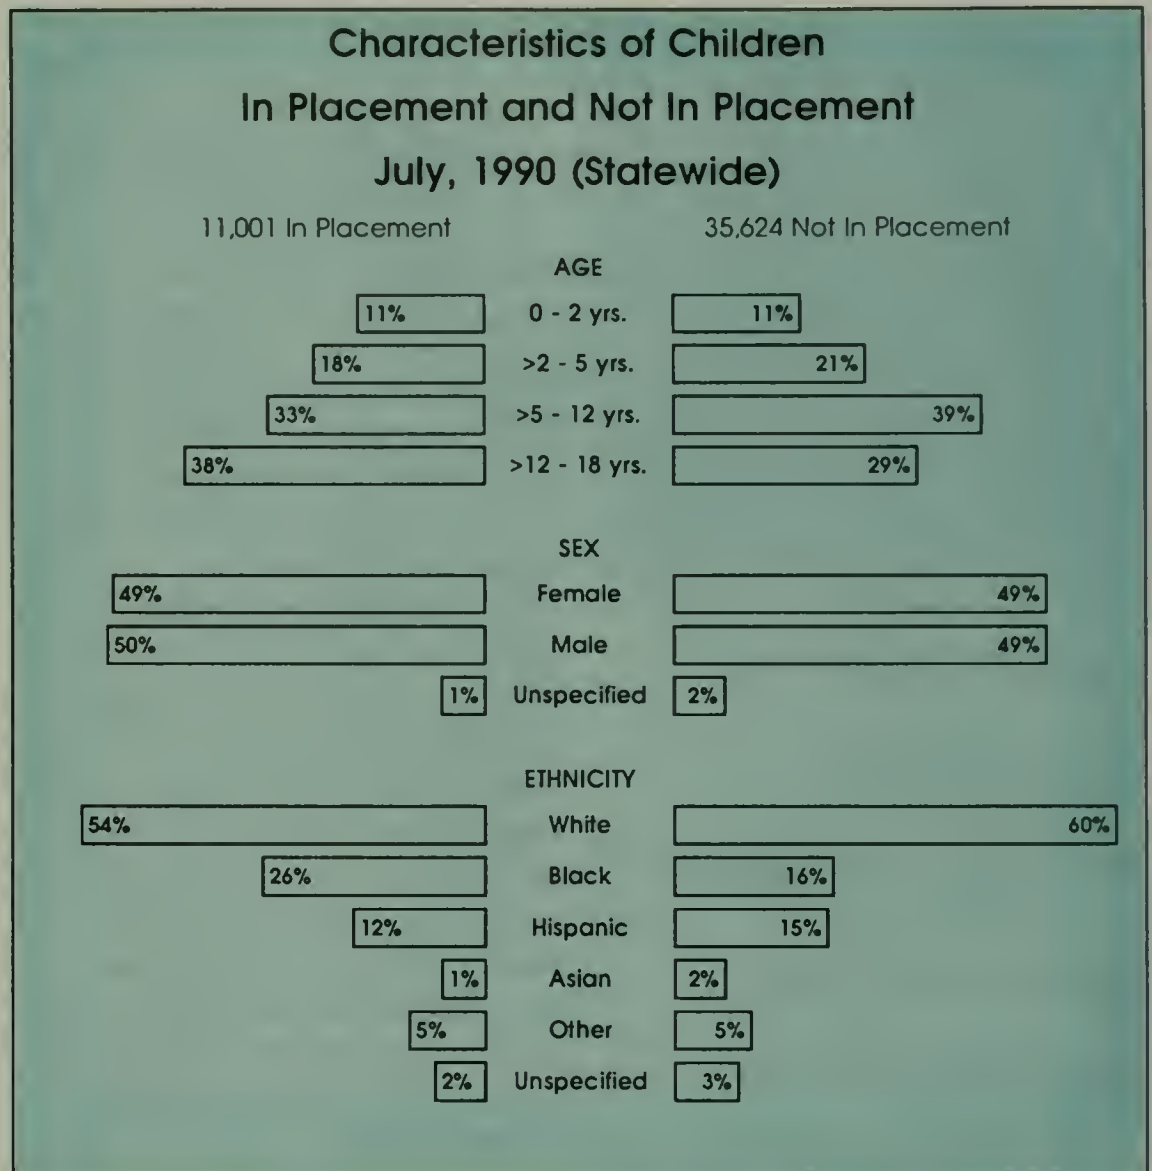 Characteristics of Children
In Placement and Not In Placement
July, 1990 (Statewide)
11,001 In Placement 35,624 Not In Placement
AGE
11% 0 - 2 yrs. 11%
18% >2 - 5 yrs. 21%
33% >5 - 12 yrs. 39%
38% >12 - 18 yrs. 29%
SEX
49% Female 49%
50% Male 49%
1% Unspecified 2%
ETHNICITY
54% White 60%
26% Black 16%
12% Hispanic 15%
1% Asian 2%
5% Other 5%
2% Unspecified 3%